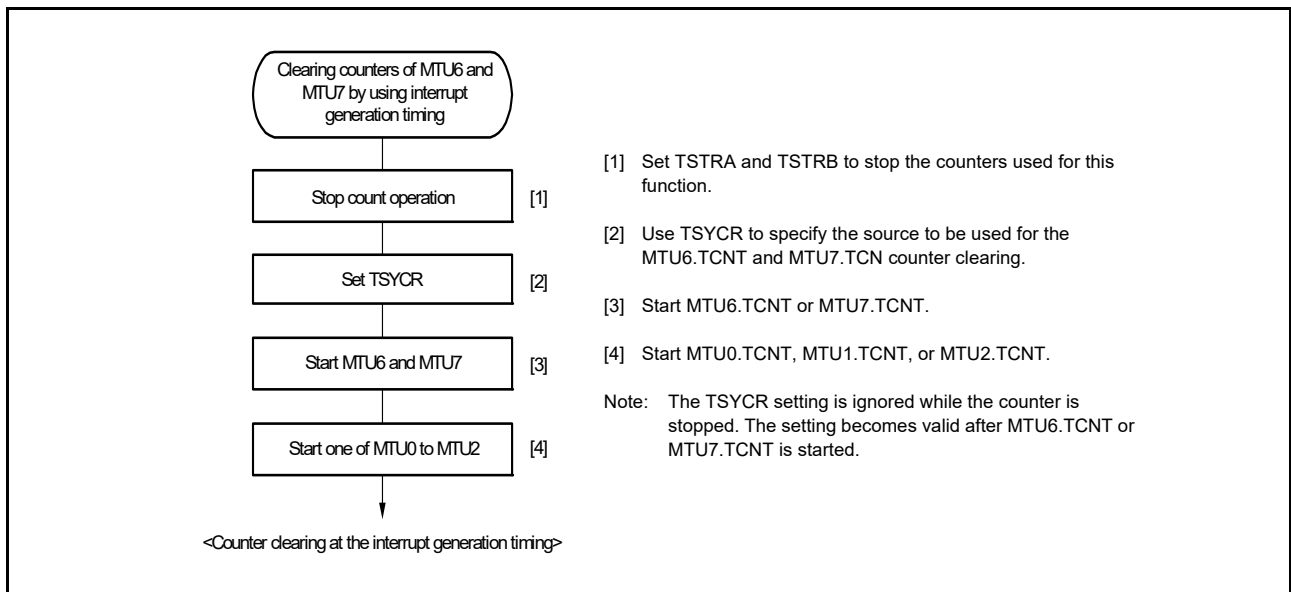 Clearing counters of MTU6 and
MTU7 by using interrupt
generation timing
Stop count operation [1]
Set TSYCR [2]
Start MTU6 and MTU7 [3]
Start one of MTU0 to MTU2 [4]
<Counter clearing at the interrupt generation timing>
[1] Set TSTRA and TSTRB to stop the counters used for this
function.
[2] Use TSYCR to specify the source to be used for the
MTU6.TCNT and MTU7.TCN counter clearing.
[3] Start MTU6.TCNT or MTU7.TCNT.
[4] Start MTU0.TCNT, MTU1.TCNT, or MTU2.TCNT.
Note: The TSYCR setting is ignored while the counter is
stopped. The setting becomes valid after MTU6.TCNT or
MTU7.TCNT is started.